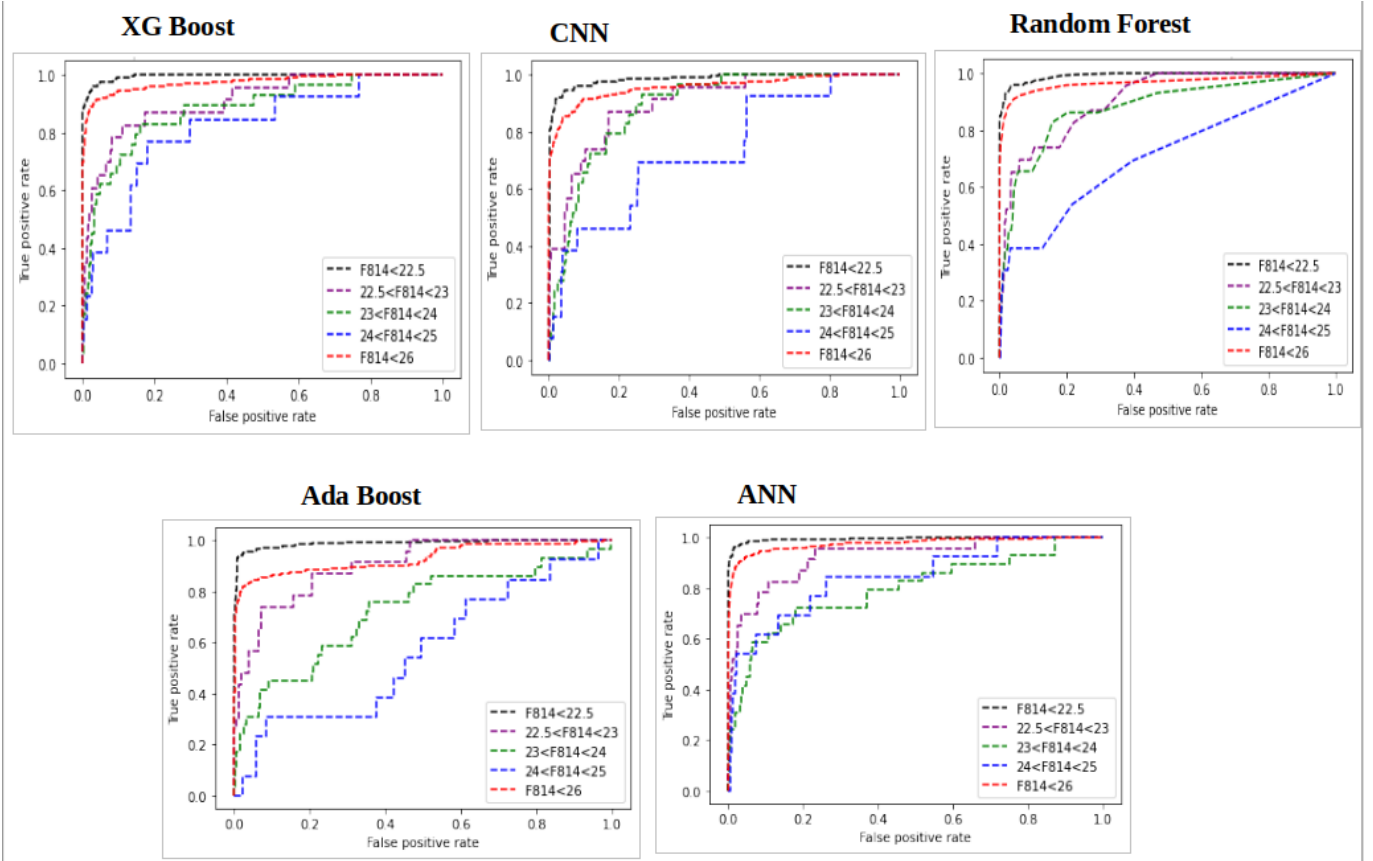 XG Boost
True positive rate
1.0
0.8
0.6
0.4
0.2
0.0
F814<22.5
22.5<F814<23
23<F814<24
24<F814<25
F814<26
0.0 0.2 0.4 0.6 0.8 1.0
False positive rate
CNN
True positive rate
1.0
0.8
0.6
0.4
0.2
0.0
F814<22.5
22.5<F814<23
23<F814<24
24<F814<25
F814<26
0.0 0.2 0.4 0.6 0.8 1.0
False positive rate
Random Forest
True positive rate
1.0
0.8
0.6
0.4
0.2
0.0
F814<22.5
22.5<F814<23
23<F814<24
24<F814<25
F814<26
0.0 0.2 0.4 0.6 0.8 1.0
False positive rate
Ada Boost
True positive rate
1.0
0.8
0.6
0.4
0.2
0.0
F814<22.5
22.5<F814<23
23<F814<24
24<F814<25
F814<26
0.0 0.2 0.4 0.6 0.8 1.0
False positive rate
ANN
True positive rate
1.0
0.8
0.6
0.4
0.2
0.0
F814<22.5
22.5<F814<23
23<F814<24
24<F814<25
F814<26
0.0 0.2 0.4 0.6 0.8 1.0
False positive rate